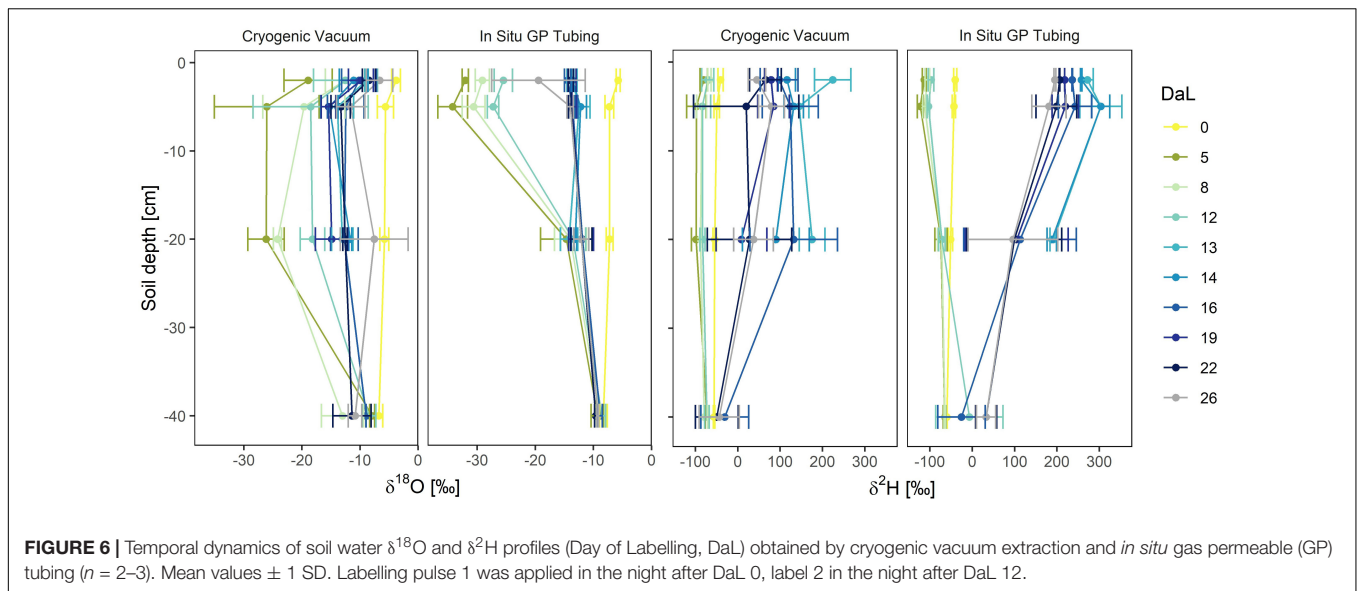 Cryogenic Vacuum
In Situ GP Tubing
Cryogenic Vacuum
In Situ GP Tubing
Soil depth [cm]
0
-10
-20
-30
-40
-30 -20 -10 0
-30 -20 -10 0
-100 0 100 200 300
-100 0 100 200 300
δ¹⁸O [‰]
δ²H [‰]
DaL
0
5
8
12
13
14
16
19
22
26
FIGURE 6 | Temporal dynamics of soil water δ¹⁸O and δ²H profiles (Day of Labelling, DaL) obtained by cryogenic vacuum extraction and in situ gas permeable (GP)
tubing (n = 2–3). Mean values ± 1 SD. Labelling pulse 1 was applied in the night after DaL 0, label 2 in the night after DaL 12.